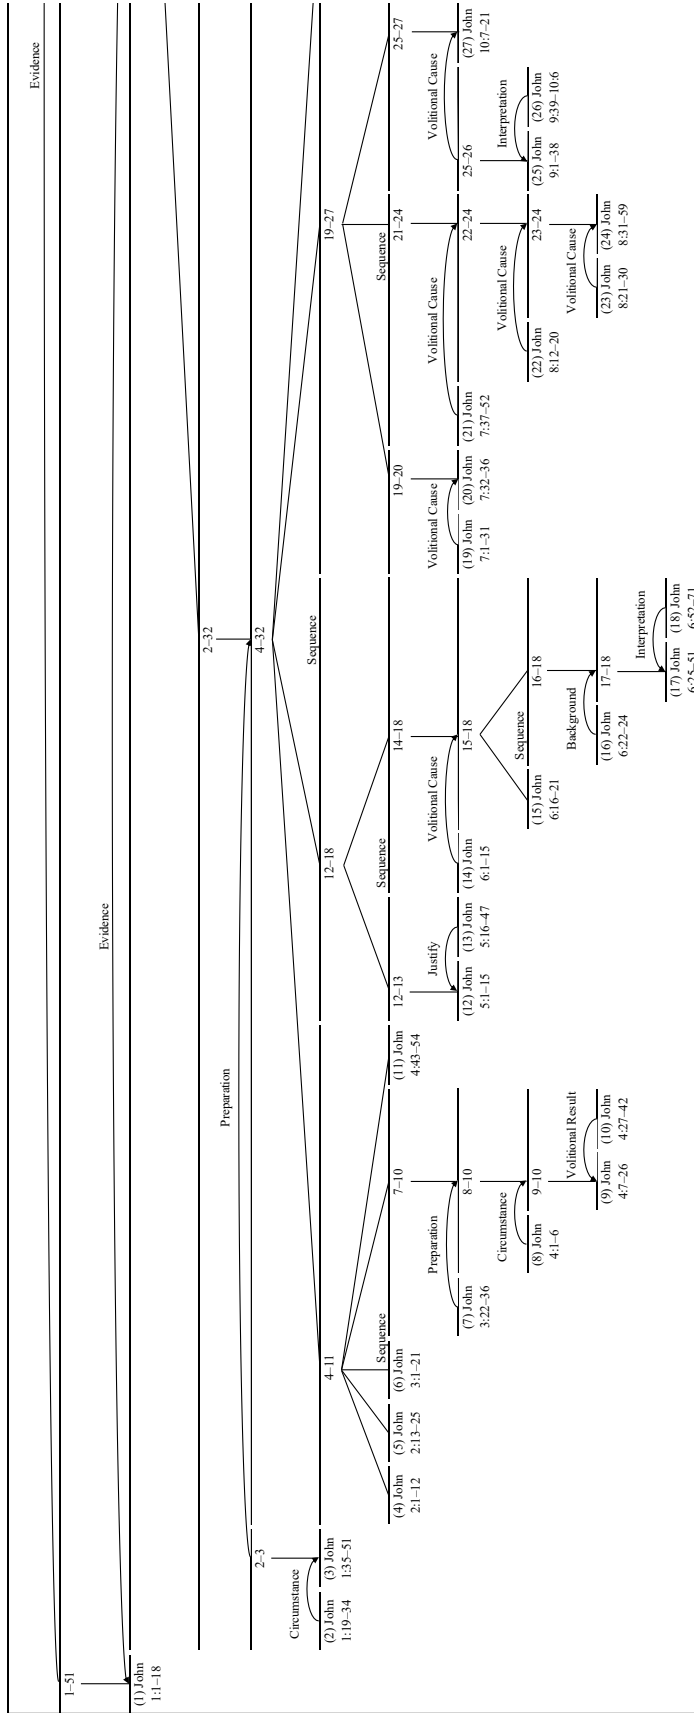 Evidence
1–51
Evidence
(1) John
1:1–18
2–32
Preparation
2–3
4–32
Circumstance
Sequence
(2) John
1:19–34
(3) John
1:35–51
4–11
12–18
19–27
Sequence
Sequence
Sequence
(4) John
2:1–12
(5) John
2:13–25
(6) John
3:1–21
7–10
(11) John
4:43–54
12–13
14–18
19–20
21–24
25–27
Preparation
Justify
Volitional Cause
Volitional Cause
Volitional Cause
Volitional Cause
(7) John
3:22–36
8–10
(12) John
5:1–15
(13) John
5:16–47
(14) John
6:1–15
15–18
(19) John
7:1–31
(20) John
7:32–36
(21) John
7:37–52
22–24
25–26
(27) John
10:7–21
Circumstance
Sequence
Volitional Cause
Interpretation
(8) John
4:1–6
9–10
(15) John
6:16–21
16–18
(22) John
8:12–20
23–24
(25) John
9:1–38
(26) John
9:39–10:6
Volitional Result
Background
Volitional Cause
(9) John
4:7–26
(10) John
4:27–42
(16) John
6:22–24
17–18
(23) John
8:21–30
(24) John
8:31–59
Interpretation
(17) John
6:25–51
(18) John
6:52–71